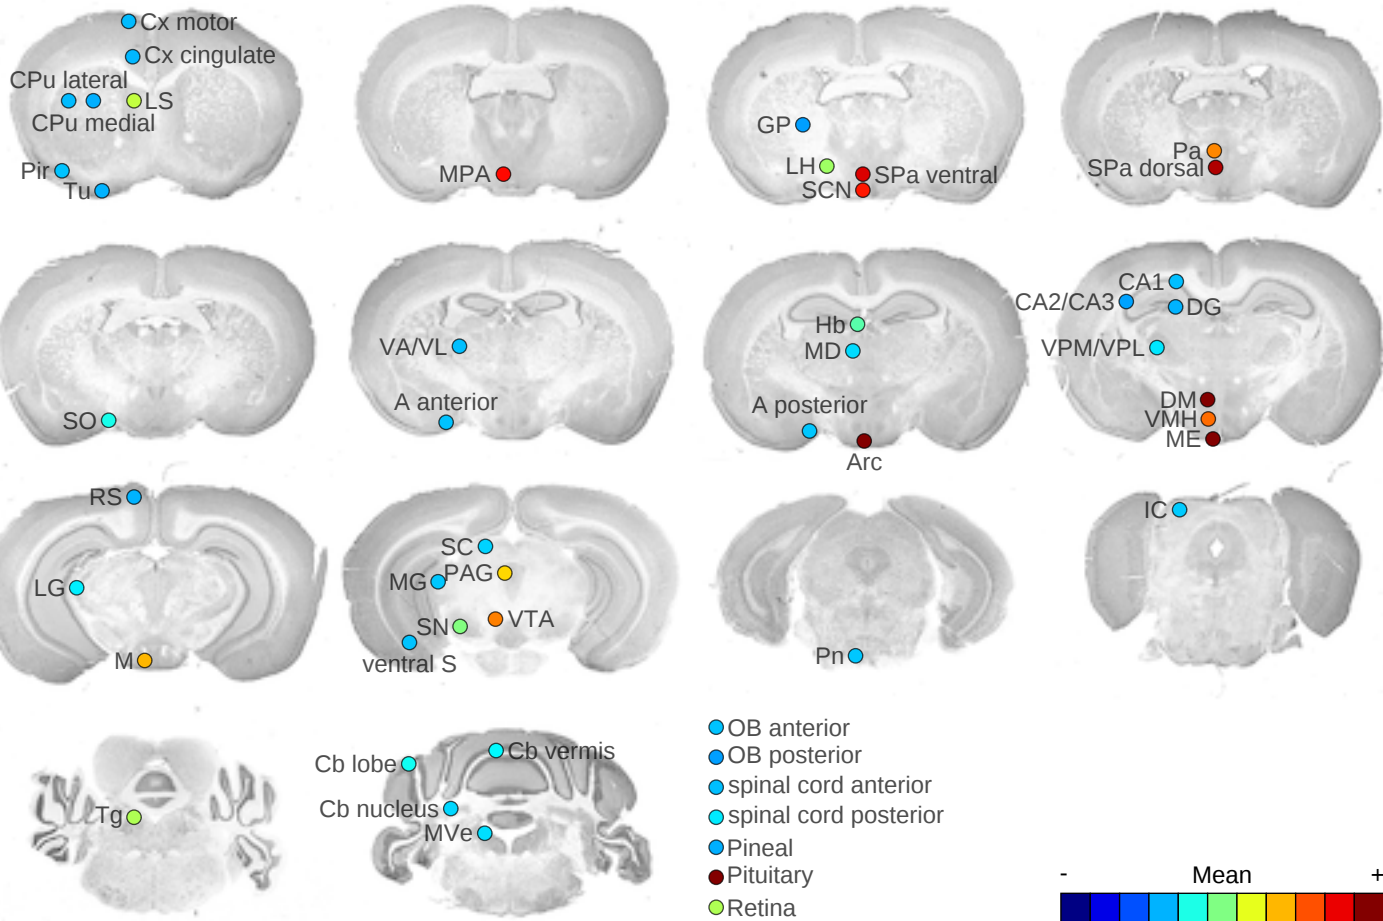 Cx motor
Cx cingulate
CPu lateral
LS
CPu medial
Pir
Tu
MPA
GP
LH
SPa ventral
SCN
Pa
SPa dorsal
SO
VA/VL
A anterior
Hb
MD
A posterior
Arc
CA1
CA2/CA3
DG
VPM/VPL
DM
VMH
ME
RS
LG
M
SC
PAG
MG
SN
VTA
ventral S
Pn
IC
Tg
Cb lobe
Cb vermis
Cb nucleus
MVe
OB anterior
OB posterior
spinal cord anterior
spinal cord posterior
Pineal
Pituitary
Retina
- Mean +